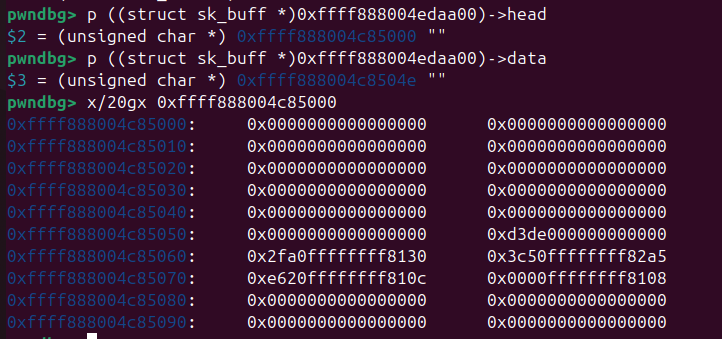 pwndbg> p ((struct sk_buff *)0xffff888004edaa00)->head
$2 = (unsigned char *) 0xffff888004c85000 ""
pwndbg> p ((struct sk_buff *)0xffff888004edaa00)->data
$3 = (unsigned char *) 0xffff888004c8504e ""
pwndbg> x/20gx 0xffff888004c85000
0xffff888004c85000: 0x0000000000000000 0x0000000000000000
0xffff888004c85010: 0x0000000000000000 0x0000000000000000
0xffff888004c85020: 0x0000000000000000 0x0000000000000000
0xffff888004c85030: 0x0000000000000000 0x0000000000000000
0xffff888004c85040: 0x0000000000000000 0x0000000000000000
0xffff888004c85050: 0x0000000000000000 0xd3de000000000000
0xffff888004c85060: 0x2fa0ffffffff8130 0x3c50ffffffff82a5
0xffff888004c85070: 0xe620ffffffff810c 0x0000ffffffff8108
0xffff888004c85080: 0x0000000000000000 0x0000000000000000
0xffff888004c85090: 0x0000000000000000 0x0000000000000000